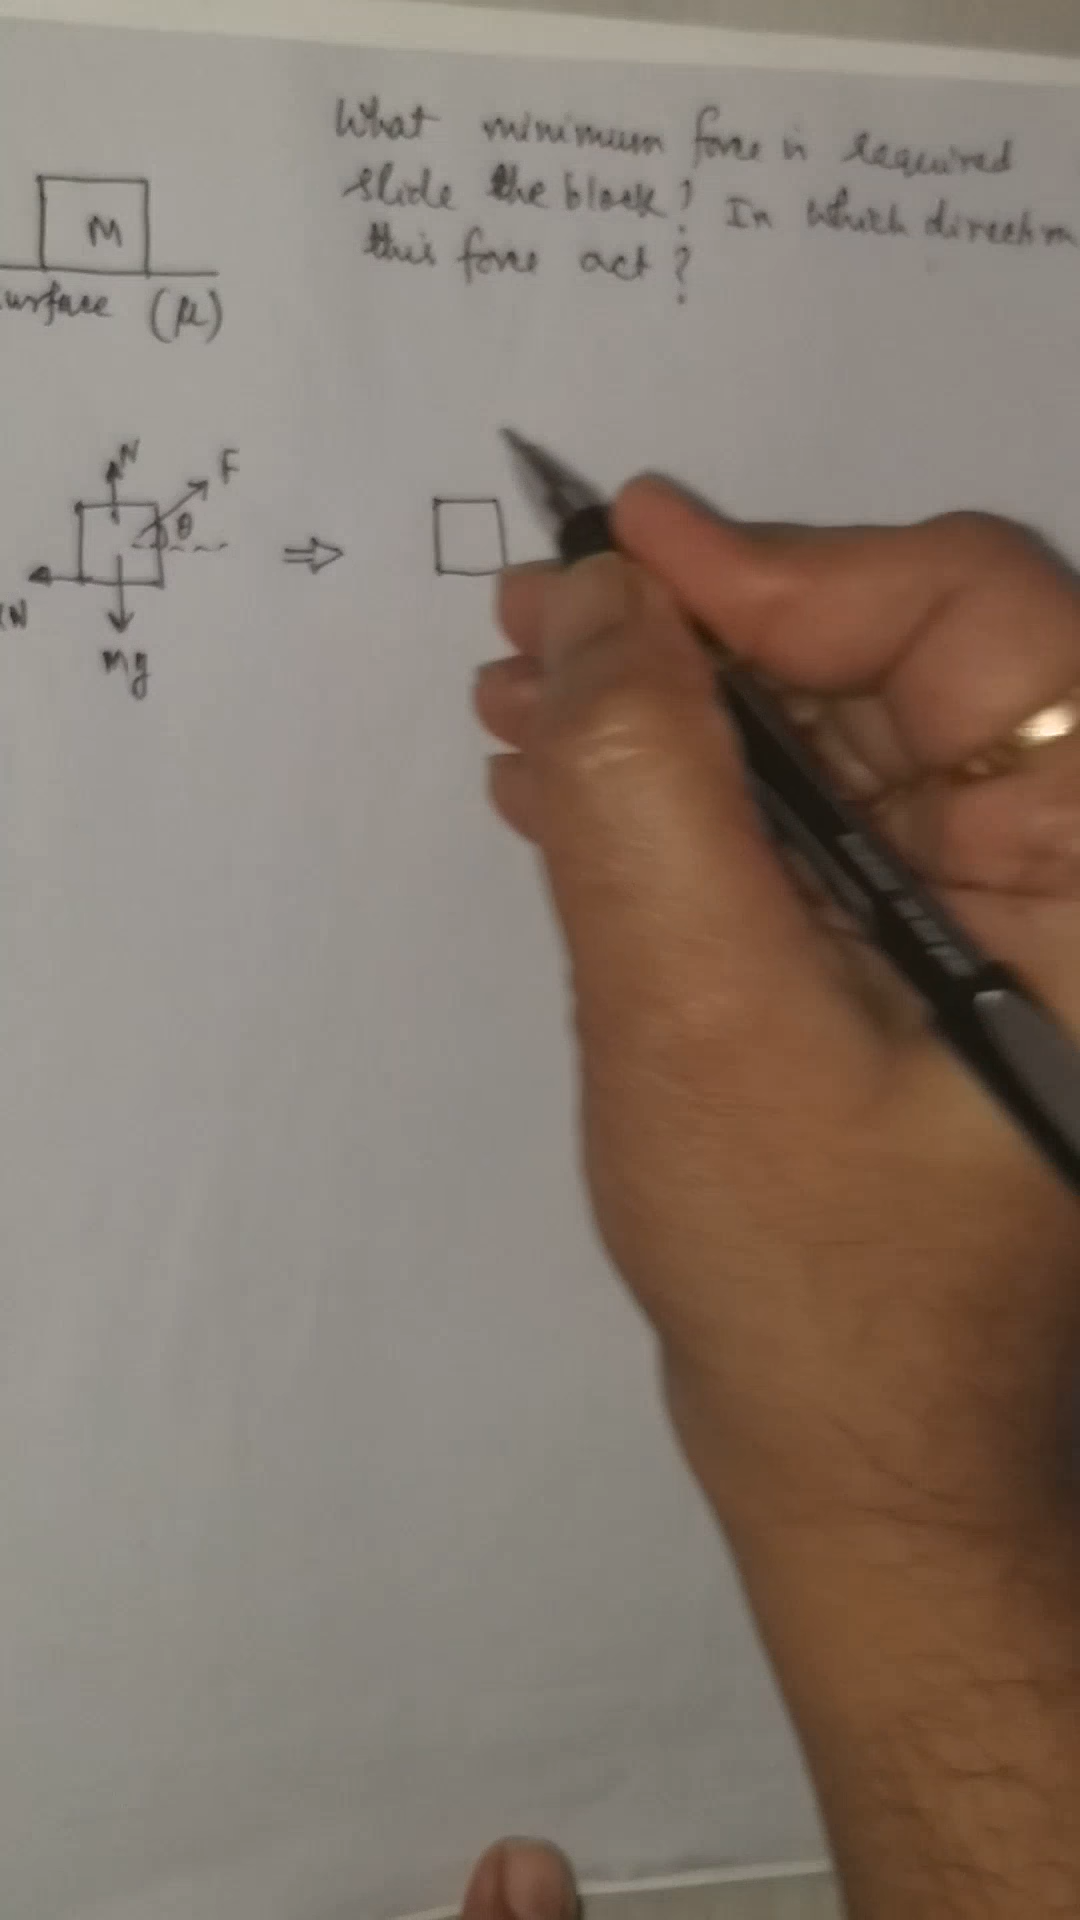 What minimum force is required
slide the block? In which direction
this force act?
M
urface (μ)
N
F
θ
N
mg